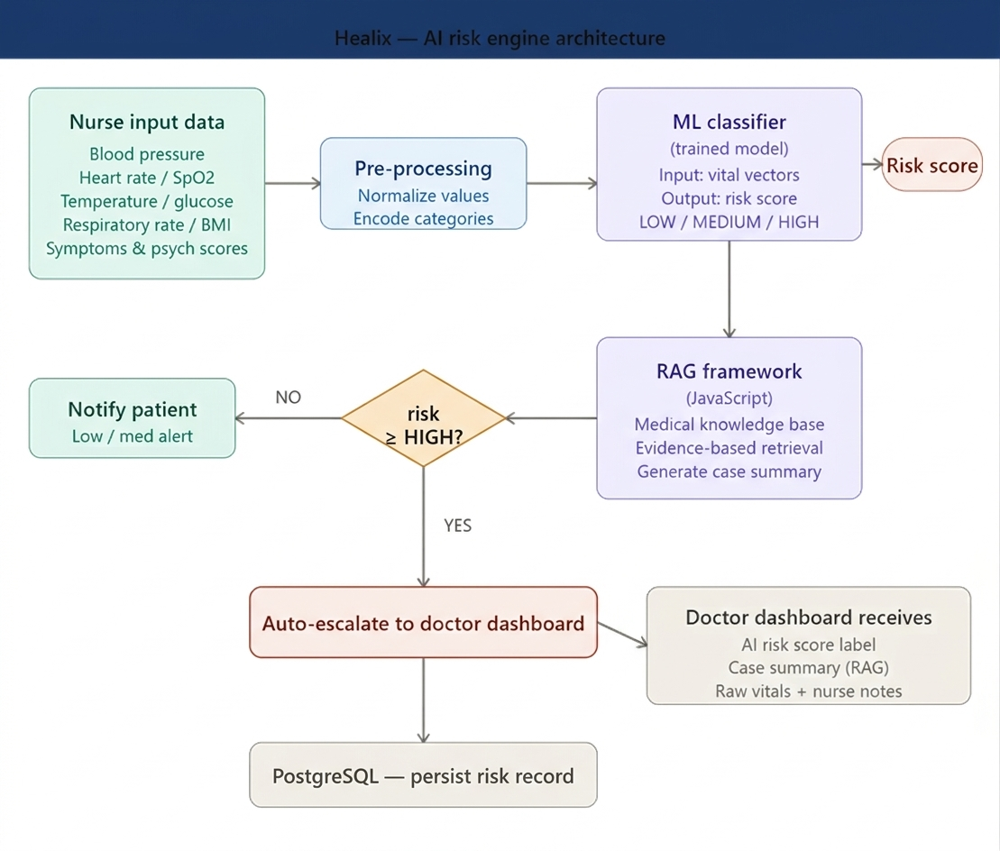 Healix — AI risk engine architecture
Nurse input data
Blood pressure
Heart rate / SpO2
Temperature / glucose
Respiratory rate / BMI
Symptoms & psych scores
Pre-processing
Normalize values
Encode categories
ML classifier
(trained model)
Input: vital vectors
Output: risk score
LOW / MEDIUM / HIGH
Risk score
RAG framework
(JavaScript)
Medical knowledge base
Evidence-based retrieval
Generate case summary
risk
≥ HIGH?
NO
Notify patient
Low / med alert
YES
Auto-escalate to doctor dashboard
Doctor dashboard receives
AI risk score label
Case summary (RAG)
Raw vitals + nurse notes
PostgreSQL — persist risk record